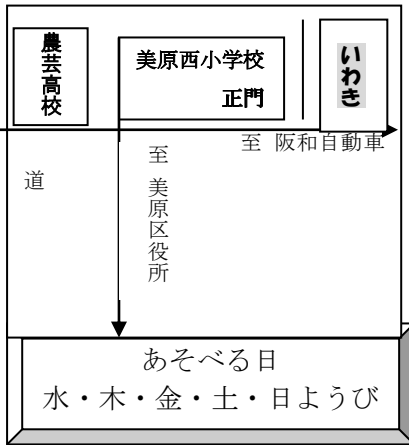 農芸高校
美原西小学校
正門
いわき
至 阪和自動車
道
至 美原区役所
あそべる日
水・木・金・土・日ようび